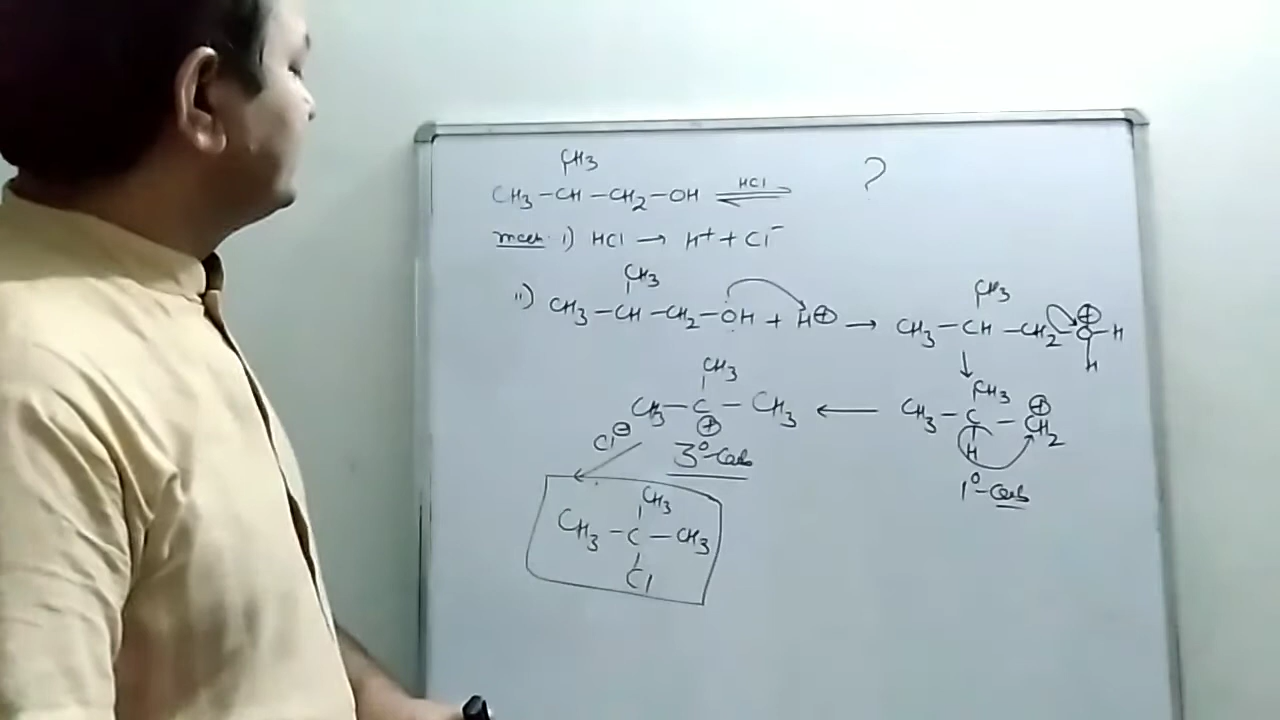 CH3
CH3-CH-CH2-OH ⇌ HCl ?
mech. i) HCl → H+ + Cl-
CH3
ii) CH3-CH-CH2-ÖH + H⊕ → CH3-CH-CH2-O-H
CH3
⊕
H
↓
CH3
CH3-C-CH2
⊕
H
1°-Carb
←
CH3
CH3-C-CH3
⊕
3°-Carb
Cl⊖
CH3
CH3-C-CH3
Cl